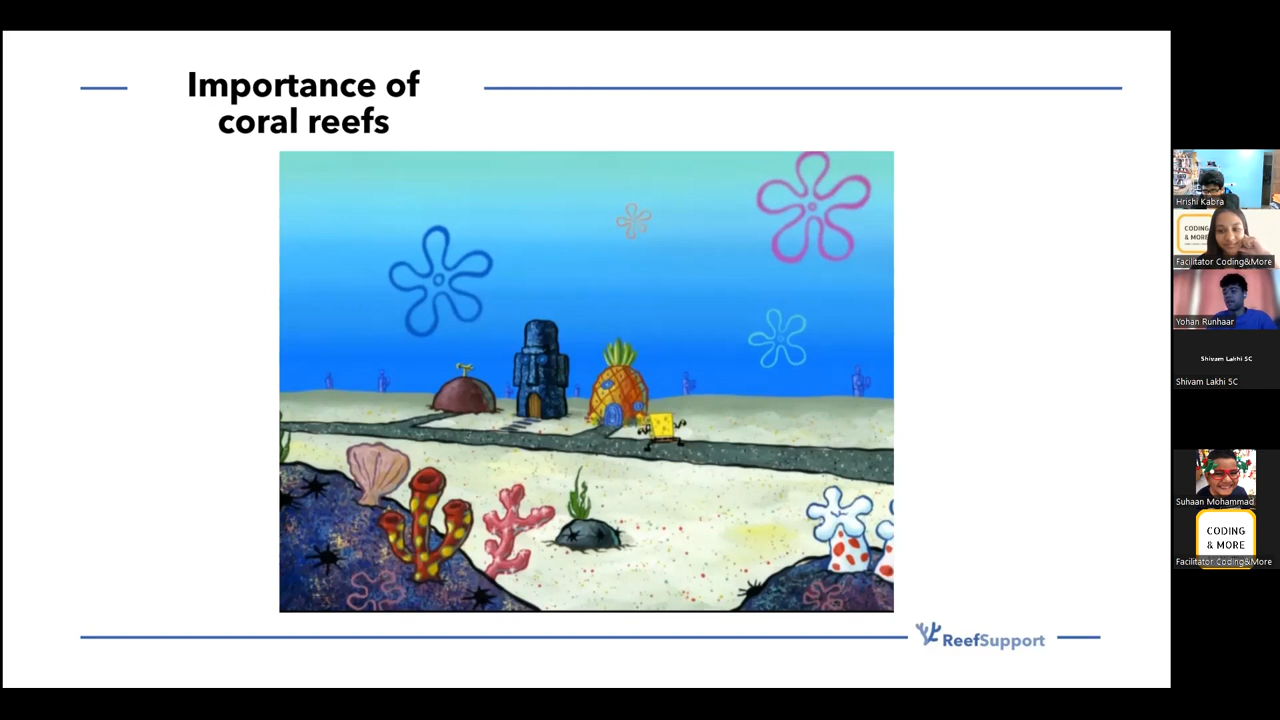 Importance of
coral reefs
ReefSupport
Hrishi Kabra
CODING
& MORE
Facilitator Coding&More
Yohan Runhaar
Shivam Lakhi 5C
Shivam Lakhi 5C
Suhaan Mohammad
CODING
& MORE
Facilitator Coding&More